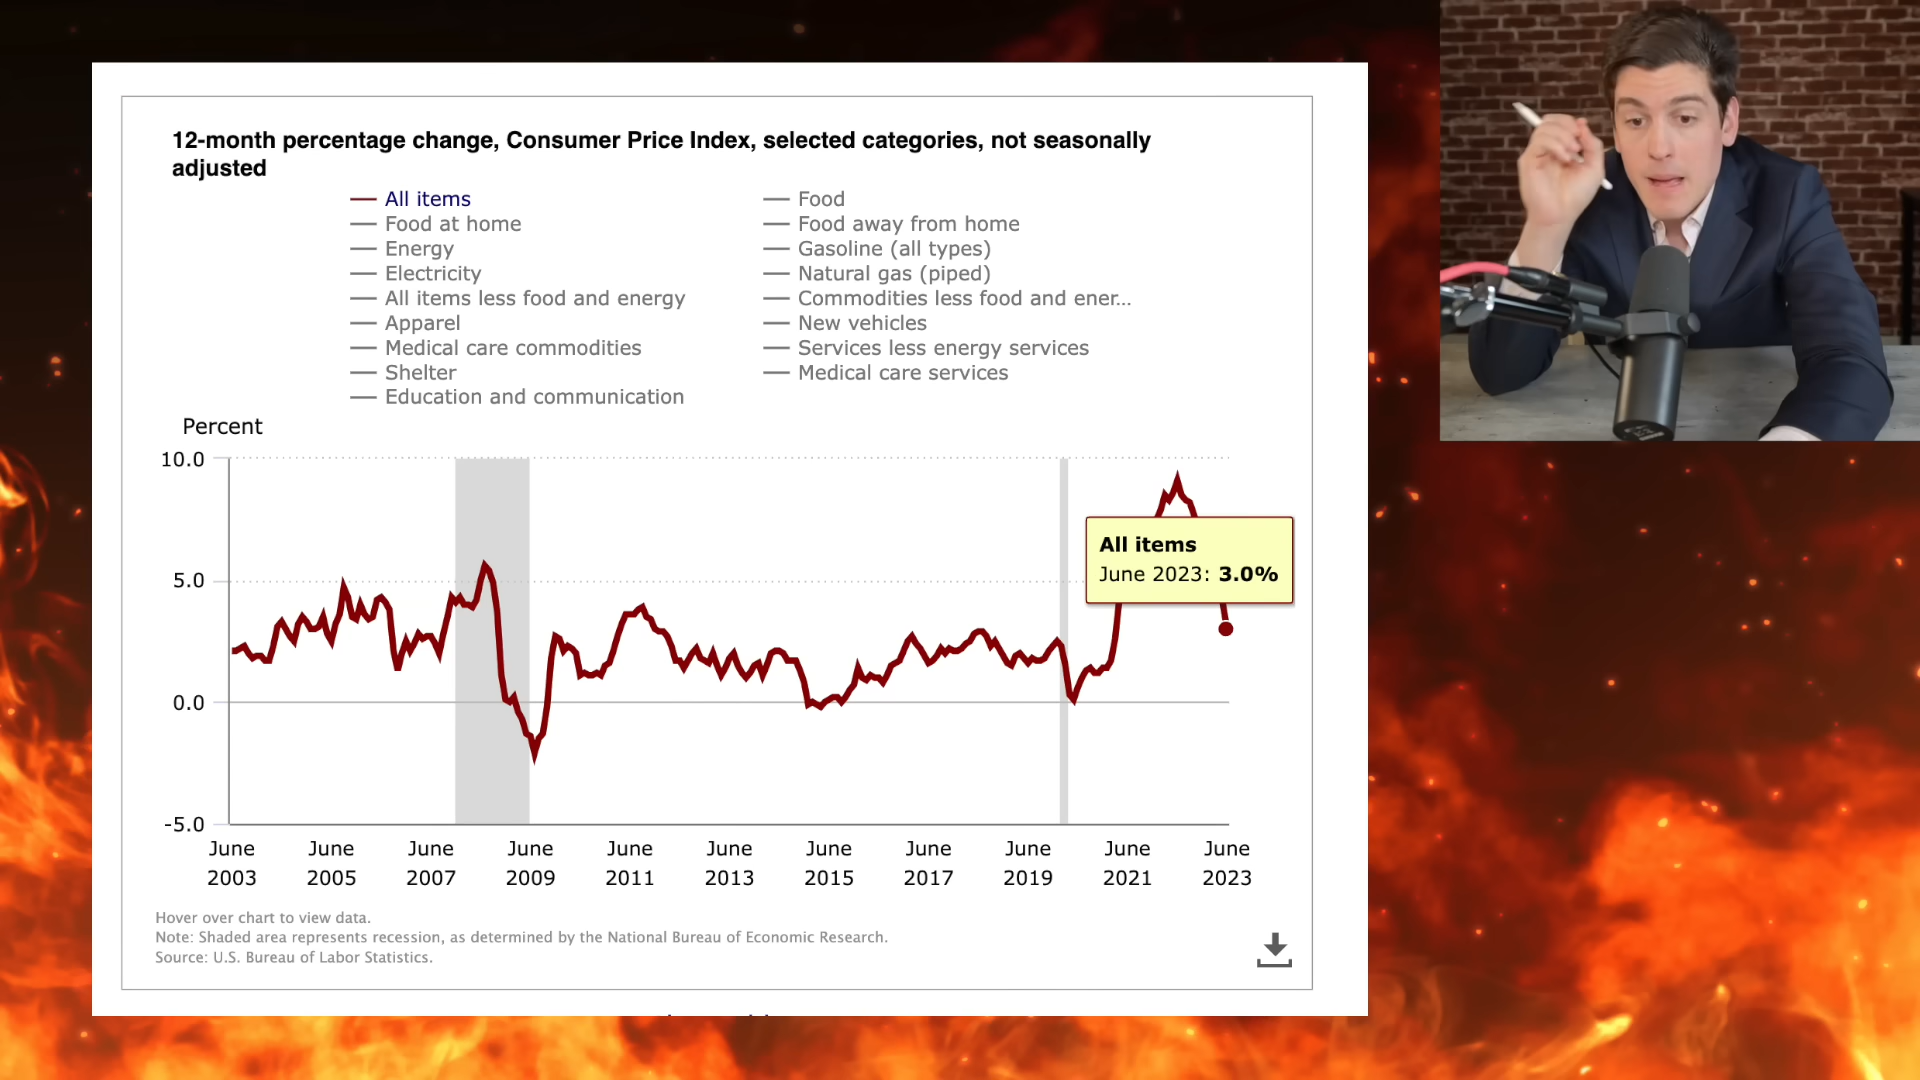 12-month percentage change, Consumer Price Index, selected categories, not seasonally
adjusted
All items
Food
Food at home
Food away from home
Energy
Gasoline (all types)
Electricity
Natural gas (piped)
All items less food and energy
Commodities less food and ener...
Apparel
New vehicles
Medical care commodities
Services less energy services
Shelter
Medical care services
Education and communication
Percent
10.0
5.0
0.0
-5.0
All items
June 2023: 3.0%
June 2003
June 2005
June 2007
June 2009
June 2011
June 2013
June 2015
June 2017
June 2019
June 2021
June 2023
Hover over chart to view data.
Note: Shaded area represents recession, as determined by the National Bureau of Economic Research.
Source: U.S. Bureau of Labor Statistics.